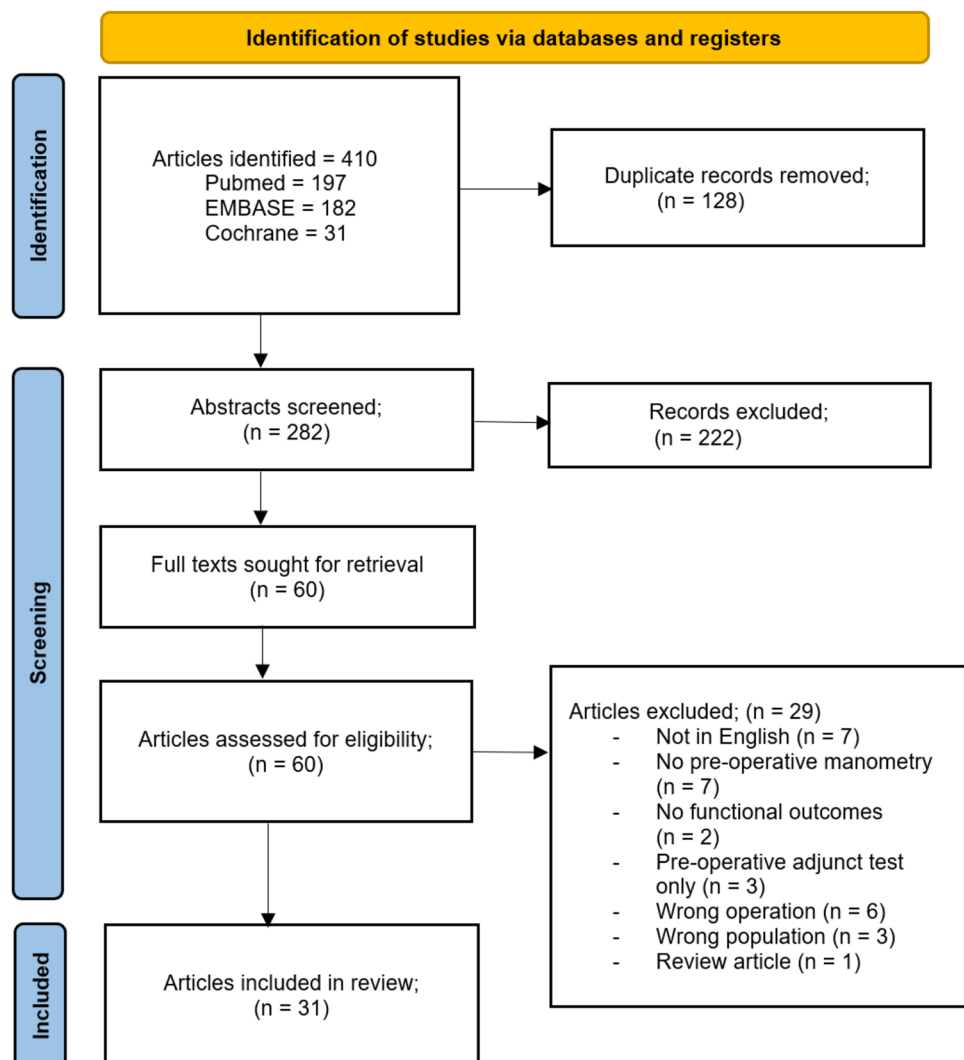 Identification of studies via databases and registers
Identification
Articles identified = 410
Pubmed = 197
EMBASE = 182
Cochrane = 31
Duplicate records removed;
(n = 128)
Screening
Abstracts screened;
(n = 282)
Records excluded;
(n = 222)
Full texts sought for retrieval
(n = 60)
Articles assessed for eligibility;
(n = 60)
Articles excluded; (n = 29)
- Not in English (n = 7)
- No pre-operative manometry
(n = 7)
- No functional outcomes
(n = 2)
- Pre-operative adjunct test
only (n = 3)
- Wrong operation (n = 6)
- Wrong population (n = 3)
- Review article (n = 1)
Included
Articles included in review;
(n = 31)